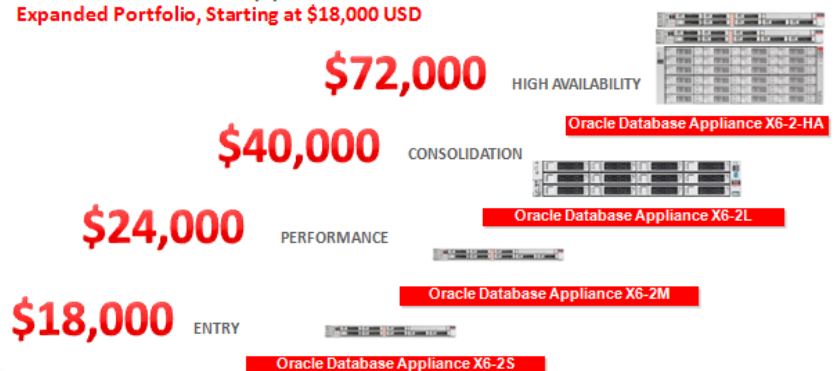 Expanded Portfolio, Starting at $18,000 USD
$72,000 HIGH AVAILABILITY
Oracle Database Appliance X6-2-HA
$40,000 CONSOLIDATION
Oracle Database Appliance X6-2L
$24,000 PERFORMANCE
Oracle Database Appliance X6-2M
$18,000 ENTRY
Oracle Database Appliance X6-2S